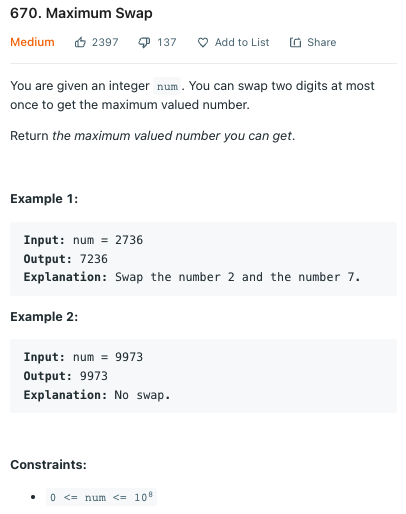 670. Maximum Swap
Medium 2397 137 Add to List Share
You are given an integer num. You can swap two digits at most
once to get the maximum valued number.
Return the maximum valued number you can get.
Example 1:
Input: num = 2736
Output: 7236
Explanation: Swap the number 2 and the number 7.
Example 2:
Input: num = 9973
Output: 9973
Explanation: No swap.
Constraints:
• 0 <= num <= 10⁸